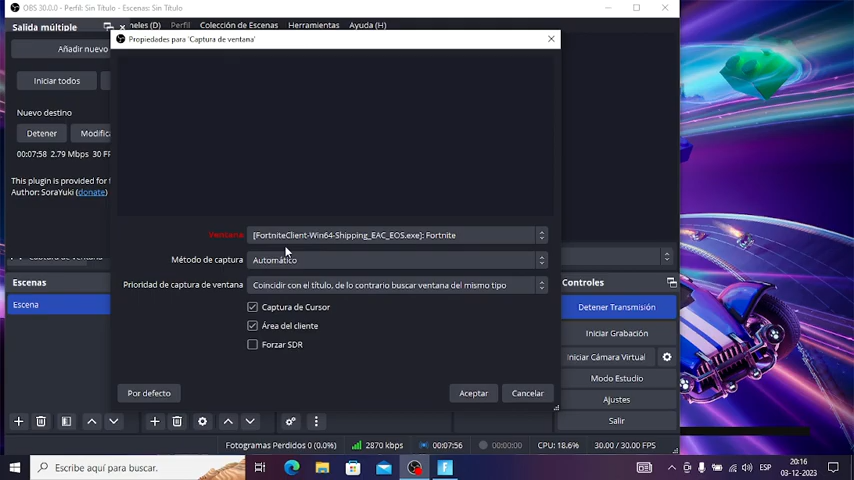 OBS 30.0.0 - Perfil: Sin Título - Escenas: Sin Título
Salida múltiple
neles (D) Perfil Colección de Escenas Herramientas Ayuda (H)
Propiedades para 'Captura de ventana'
Añadir nuevo
Iniciar todos
Nuevo destino
Detener Modifica
00:07:58 2.79 Mbps 30 FP
This plugin is provided for f
Author: SoraYuki (donate)
Ventana [FortniteClient-Win64-Shipping_EAC_EOS.exe]: Fortnite
Método de captura Automático
Prioridad de captura de ventana Coincidir con el título, de lo contrario buscar ventana del mismo tipo
Captura de Cursor
Área del cliente
Forzar SDR
Por defecto Aceptar Cancelar
Escenas
Escena
Controles
Detener Transmisión
Iniciar Grabación
Iniciar Cámara Virtual
Modo Estudio
Ajustes
Salir
Fotogramas Perdidos 0 (0.0%) 2870 kbps 00:07:56 00:00:00 CPU: 18.6% 30.00 / 30.00 FPS
Escribe aquí para buscar.
ESP
20:16
03-12-2023